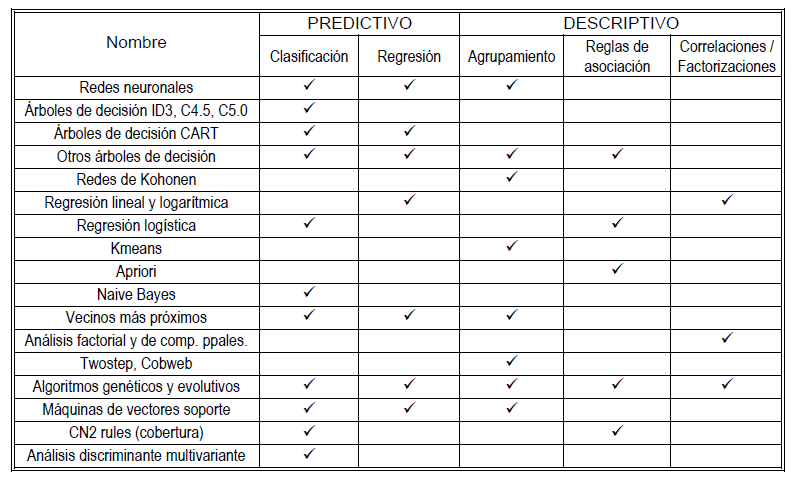 Nombre PREDICTIVO DESCRIPTIVO
Clasificación Regresión Agrupamiento Reglas de asociación Correlaciones / Factorizaciones
Redes neuronales ✓ ✓ ✓
Árboles de decisión ID3, C4.5, C5.0 ✓
Árboles de decisión CART ✓ ✓
Otros árboles de decisión ✓ ✓ ✓ ✓
Redes de Kohonen ✓
Regresión lineal y logarítmica ✓ ✓
Regresión logística ✓ ✓
Kmeans ✓
Apriori ✓
Naive Bayes ✓
Vecinos más próximos ✓ ✓ ✓
Análisis factorial y de comp. ppales. ✓
Twostep, Cobweb ✓
Algoritmos genéticos y evolutivos ✓ ✓ ✓ ✓ ✓
Máquinas de vectores soporte ✓ ✓ ✓
CN2 rules (cobertura) ✓ ✓
Análisis discriminante multivariante ✓